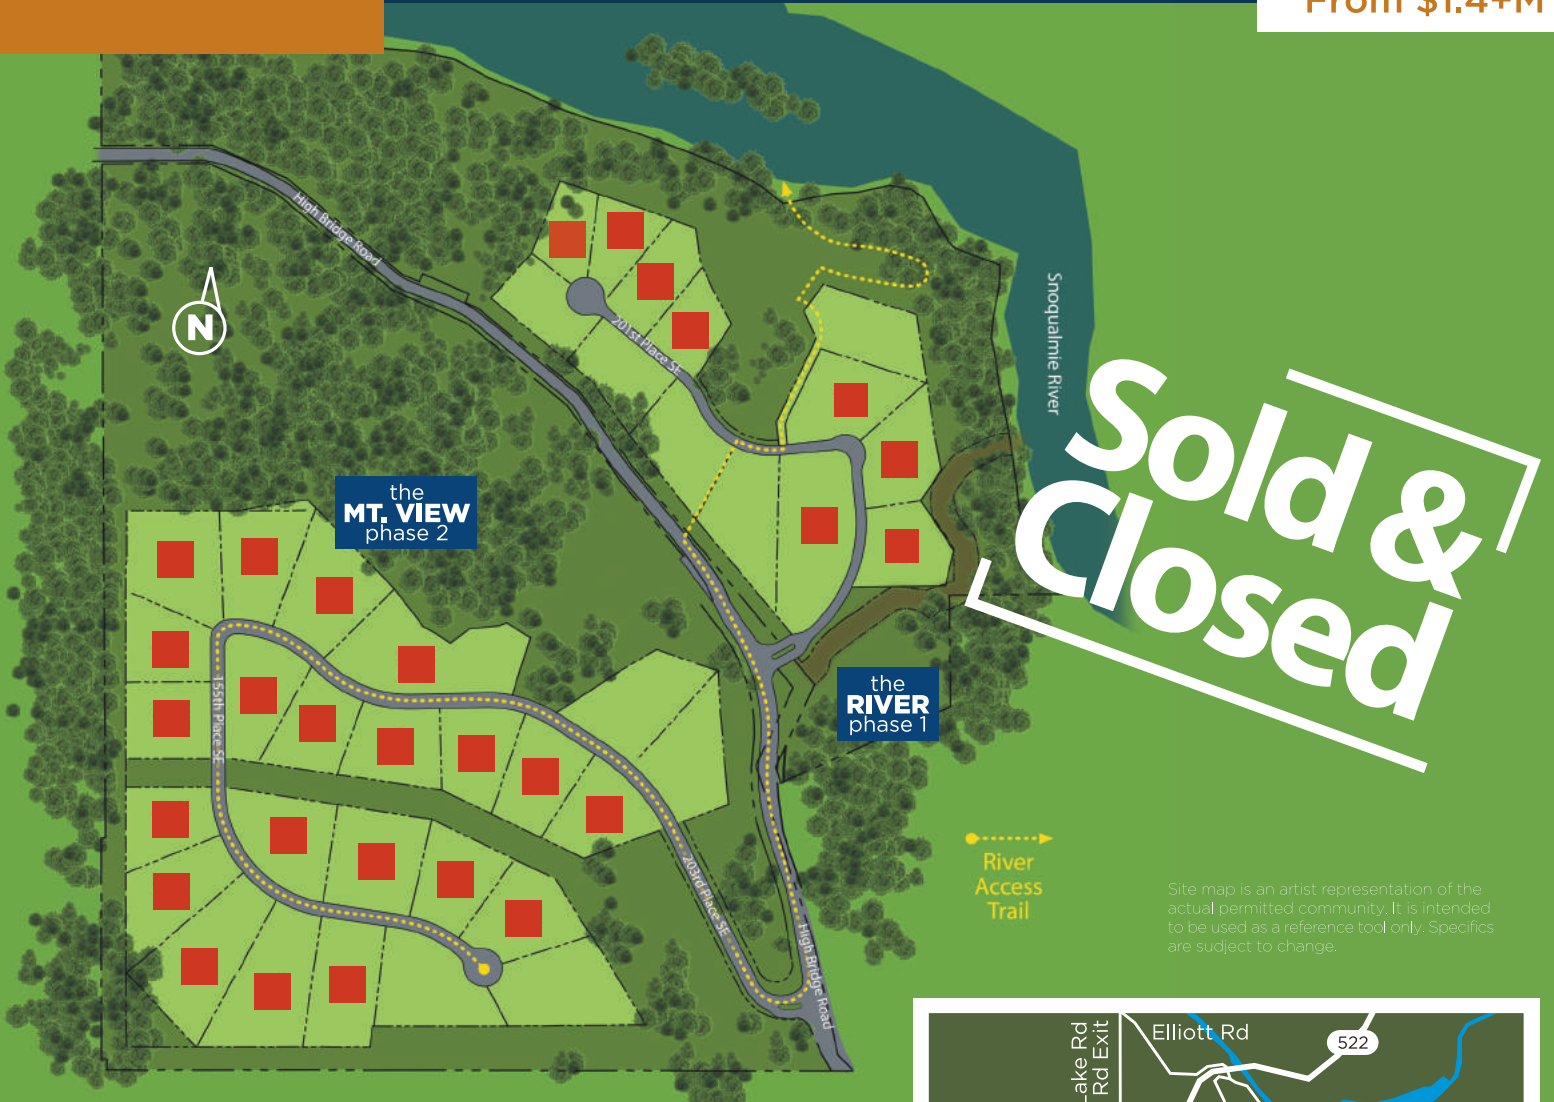 From $1.4+M
High Bridge Road
N
201st Place SE
Snoqualmie River
Sold &
Closed
the
MT. VIEW
phase 2
155th Place SE
the
RIVER
phase 1
203rd Place SE
High Bridge Road
River
Access
Trail
Site map is an artist representation of the
actual permitted community. It is intended
to be used as a reference tool only. Specifics
are subject to change.
Lake Rd
Rd Exit
Elliott Rd
522